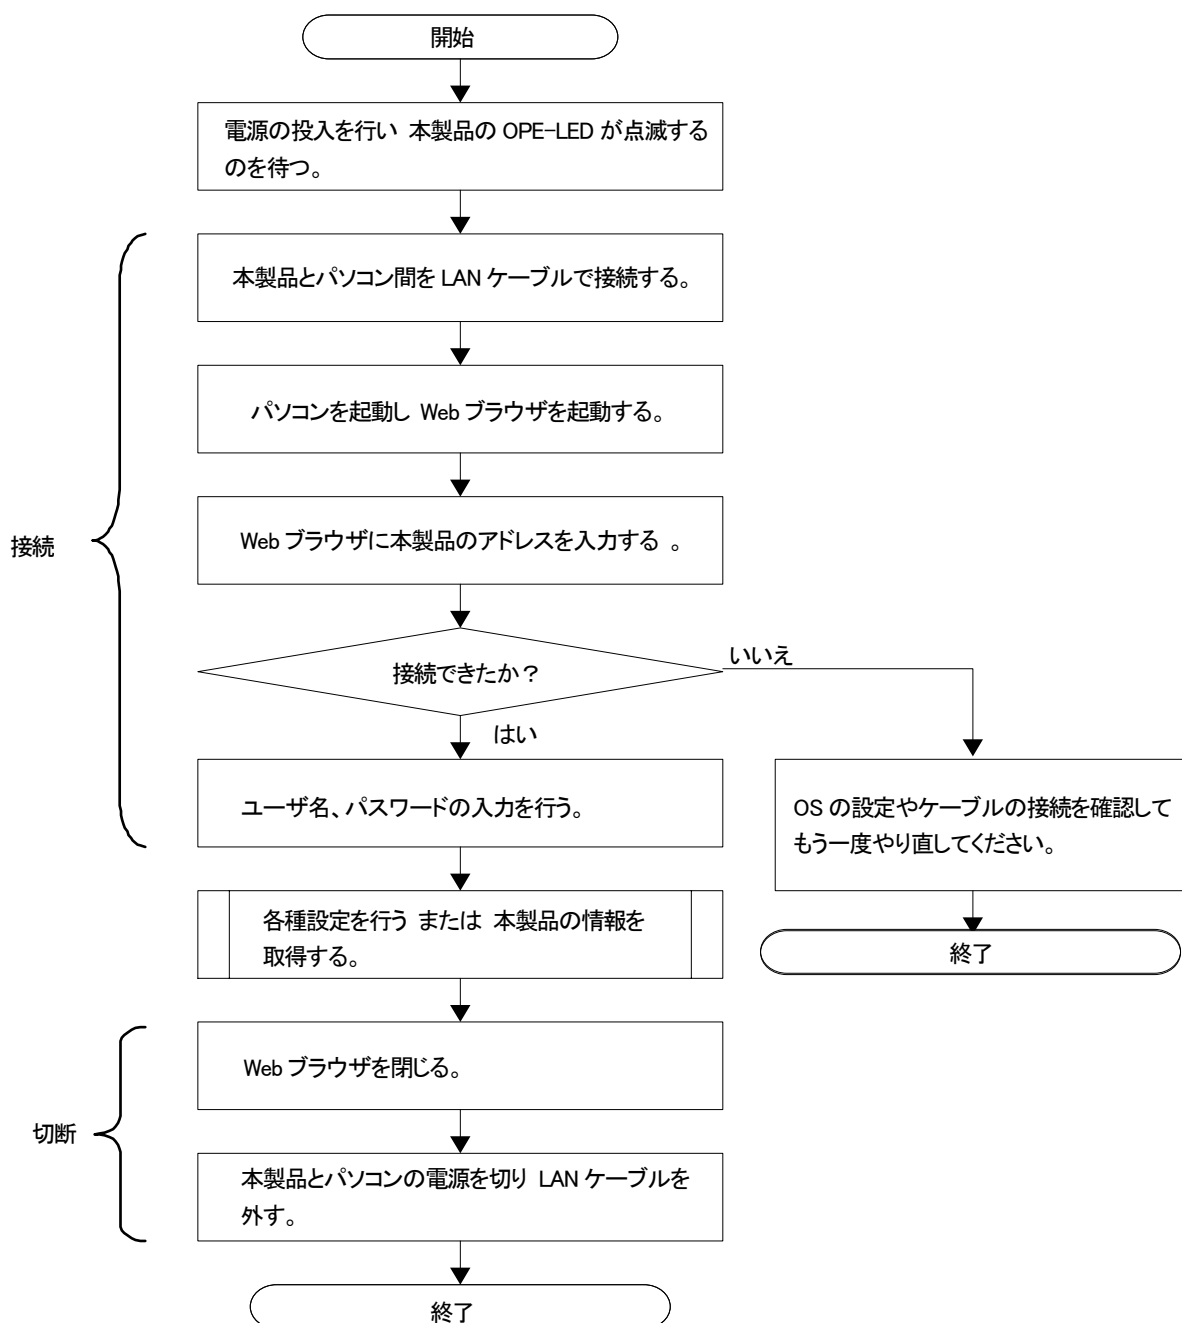 開始
電源の投入を行い 本製品の OPE-LED が点滅する
のを待つ。
本製品とパソコン間を LAN ケーブルで接続する。
パソコンを起動し Web ブラウザを起動する。
接続
Web ブラウザに本製品のアドレスを入力する 。
接続できたか？
いいえ
はい
ユーザ名、パスワードの入力を行う。
OS の設定やケーブルの接続を確認して
もう一度やり直してください。
各種設定を行う または 本製品の情報を
取得する。
終了
Web ブラウザを閉じる。
切断
本製品とパソコンの電源を切り LAN ケーブルを
外す。
終了